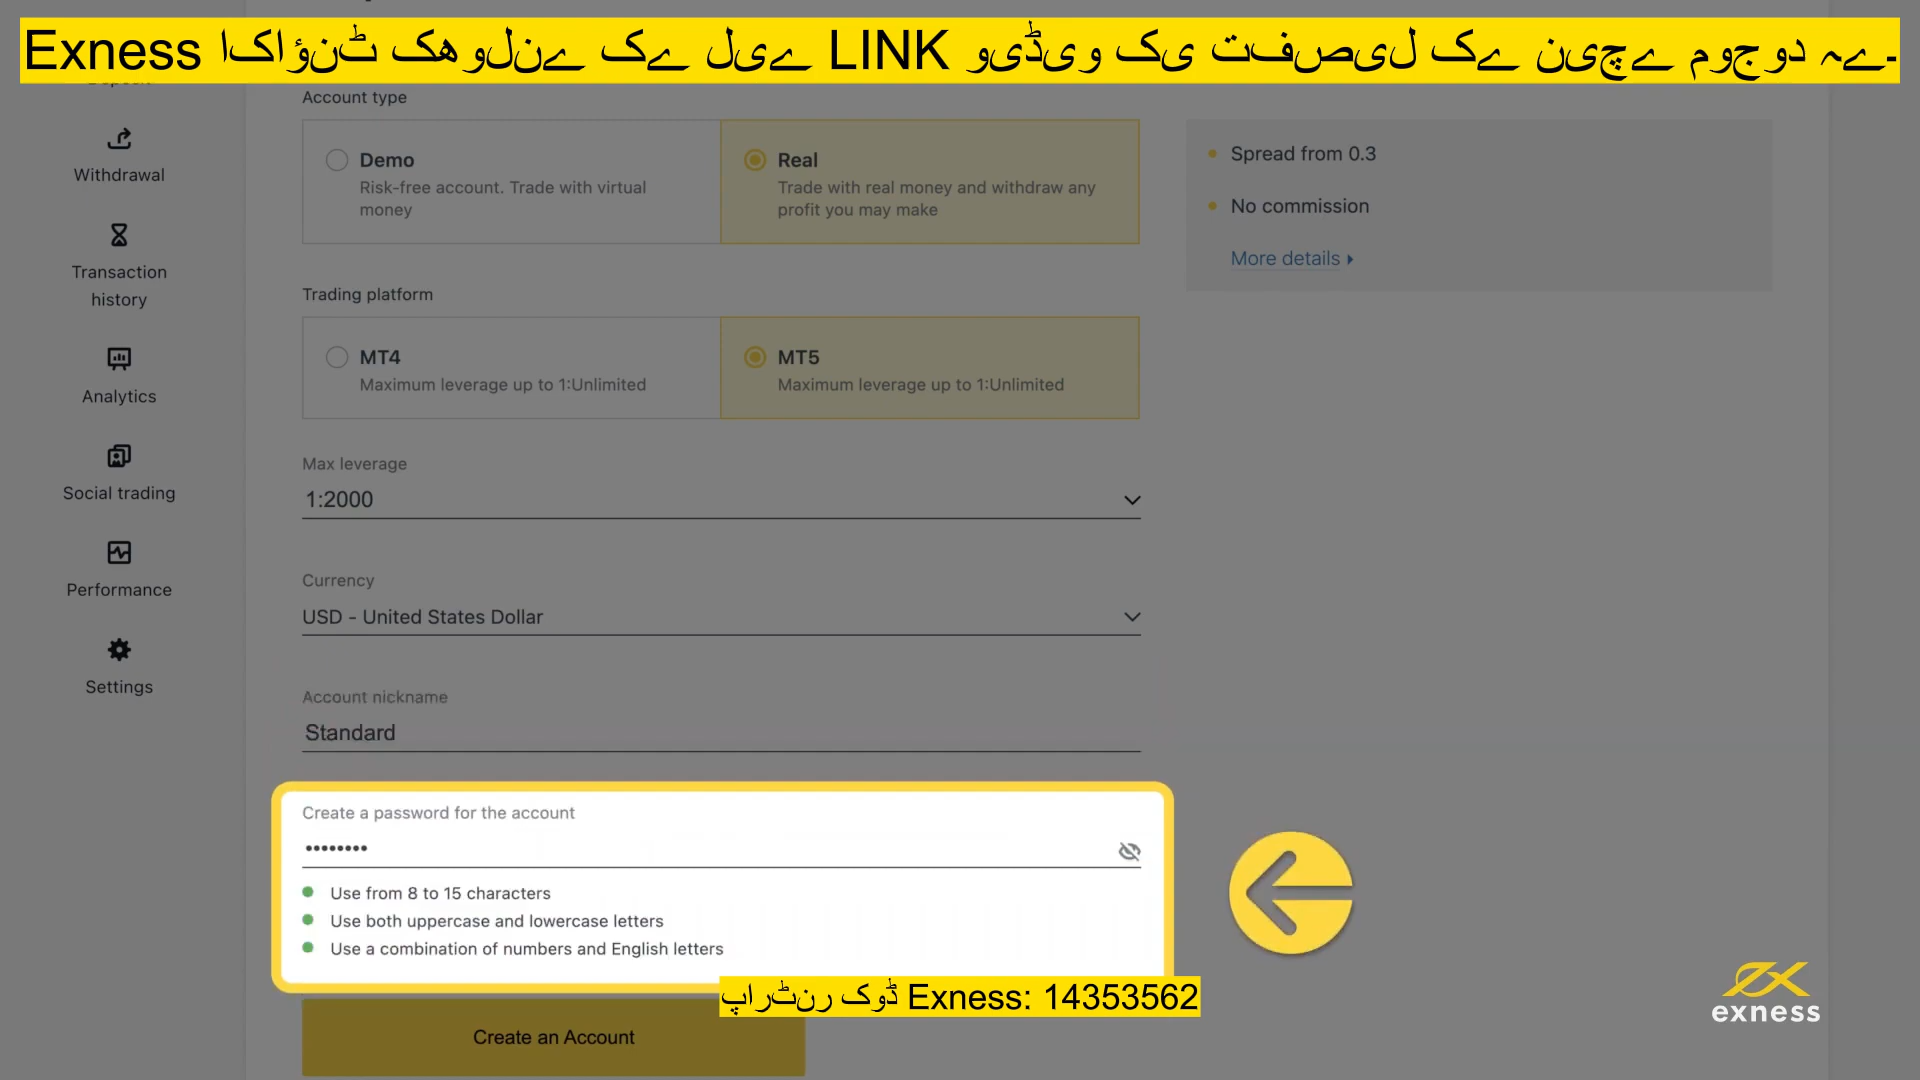 Exness اکاؤنٹ کھولنے کے لیے LINK ویڈیو کی تفصیل کے نیچے موجود ہے۔
Account type
Demo
Risk-free account. Trade with virtual money
Real
Trade with real money and withdraw any profit you may make
Spread from 0.3
No commission
More details
Withdrawal
Transaction history
Analytics
Social trading
Performance
Settings
Trading platform
MT4
Maximum leverage up to 1:Unlimited
MT5
Maximum leverage up to 1:Unlimited
Max leverage
1:2000
Currency
USD - United States Dollar
Account nickname
Standard
Create a password for the account
••••••••
Use from 8 to 15 characters
Use both uppercase and lowercase letters
Use a combination of numbers and English letters
پارٹنر کوڈ Exness: 14353562
Create an Account
exness